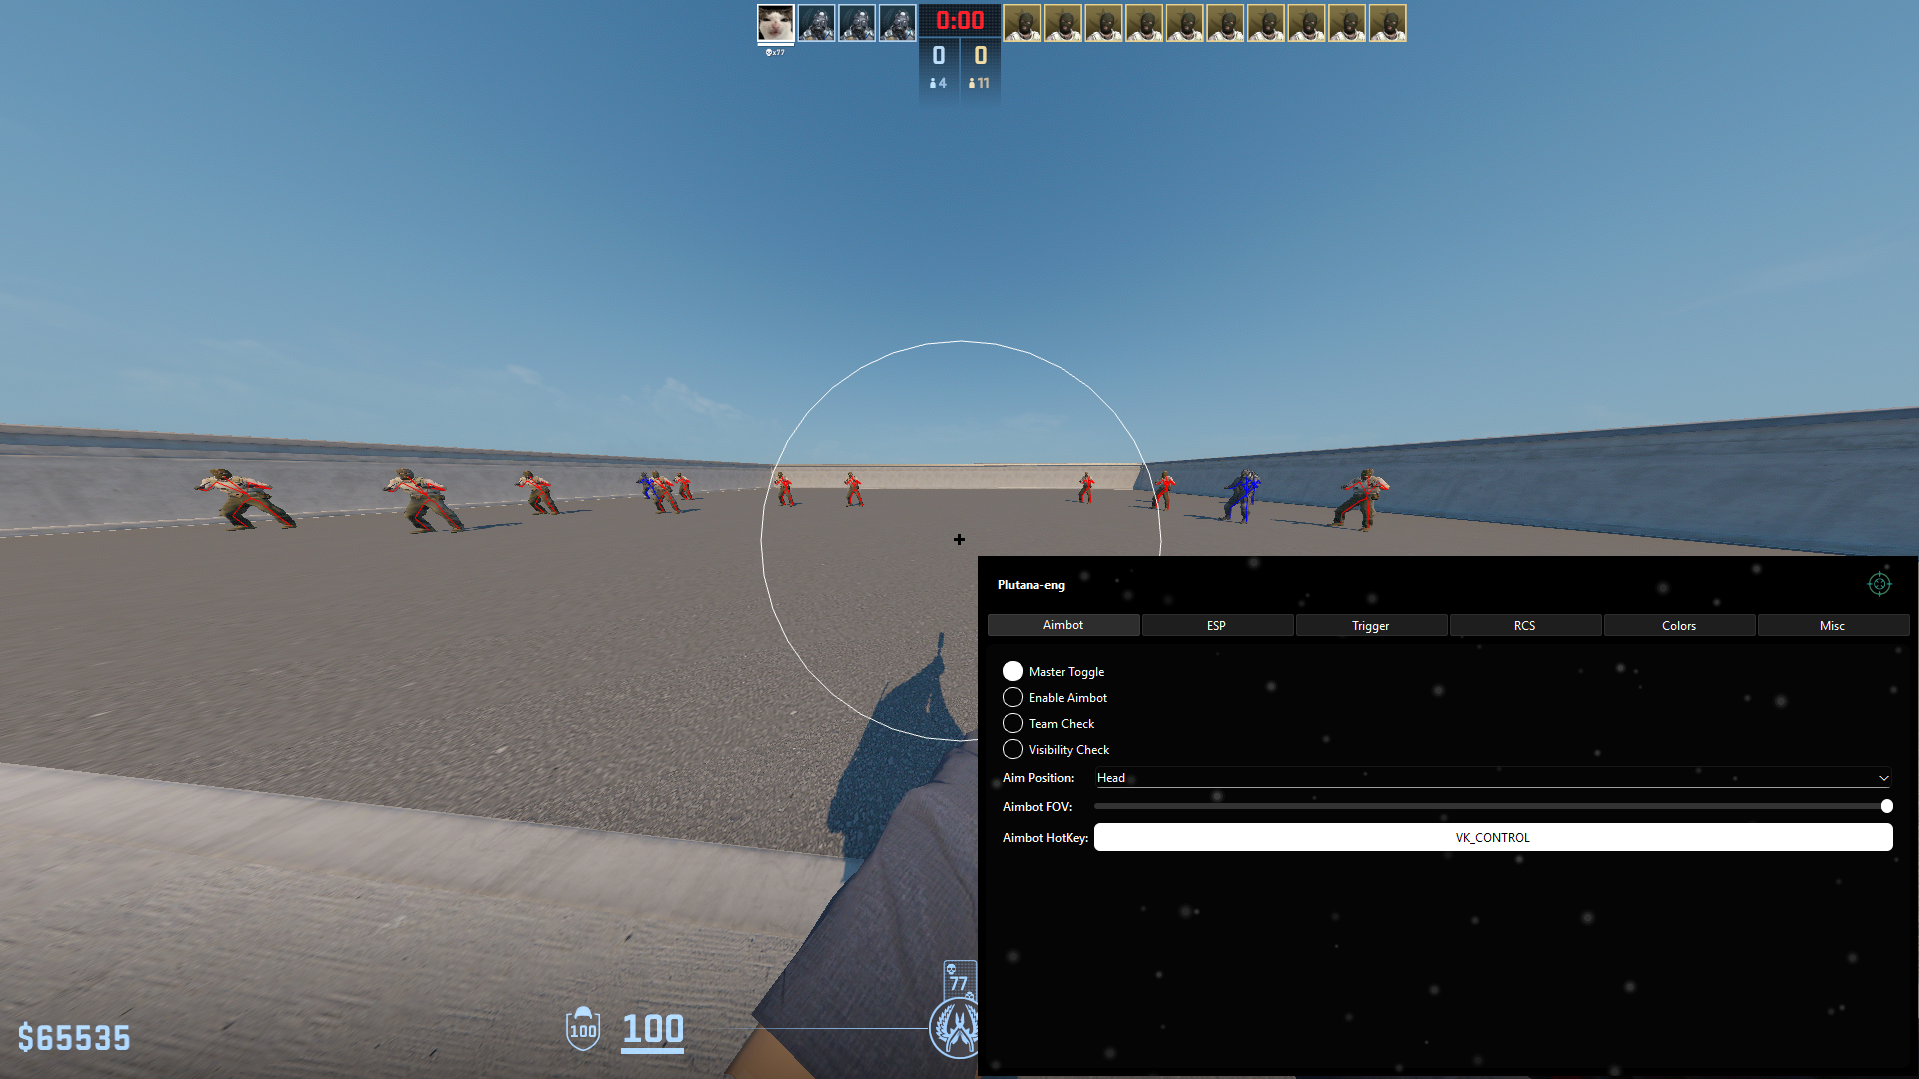 0:00
x77
0 0
4 11
Plutana-eng
Aimbot ESP Trigger RCS Colors Misc
Master Toggle
Enable Aimbot
Team Check
Visibility Check
Aim Position: Head
Aimbot FOV:
Aimbot HotKey: VK_CONTROL
77
$65535
100
100